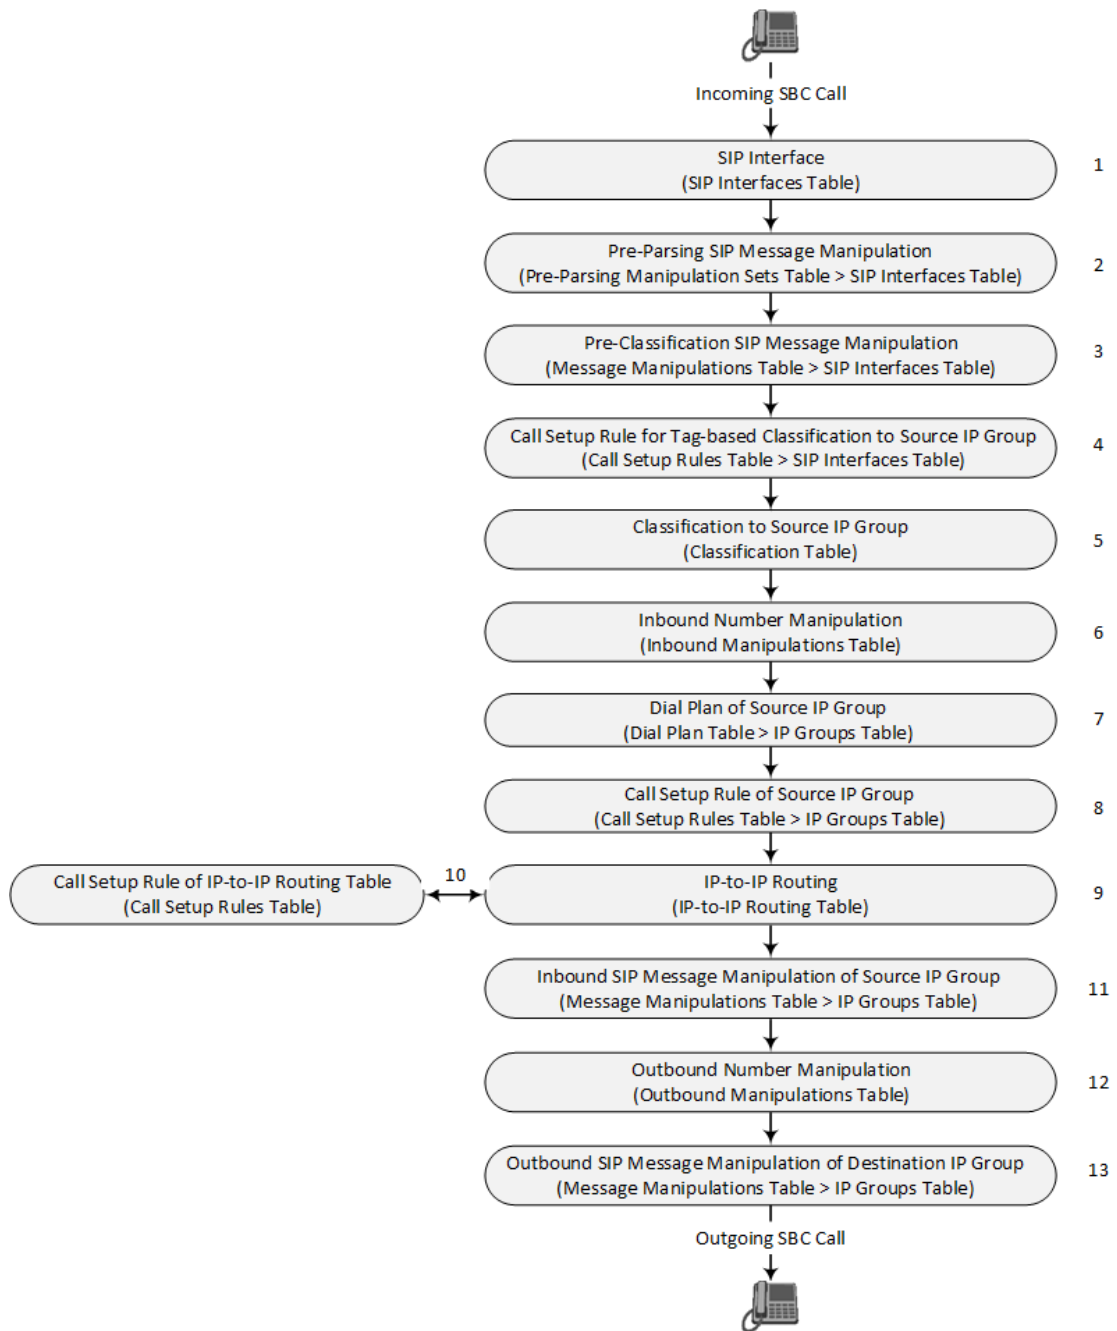 Incoming SBC Call
SIP Interface
(SIP Interfaces Table)
1
Pre-Parsing SIP Message Manipulation
(Pre-Parsing Manipulation Sets Table > SIP Interfaces Table)
2
Pre-Classification SIP Message Manipulation
(Message Manipulations Table > SIP Interfaces Table)
3
Call Setup Rule for Tag-based Classification to Source IP Group
(Call Setup Rules Table > SIP Interfaces Table)
4
Classification to Source IP Group
(Classification Table)
5
Inbound Number Manipulation
(Inbound Manipulations Table)
6
Dial Plan of Source IP Group
(Dial Plan Table > IP Groups Table)
7
Call Setup Rule of Source IP Group
(Call Setup Rules Table > IP Groups Table)
8
Call Setup Rule of IP-to-IP Routing Table
(Call Setup Rules Table)
10
IP-to-IP Routing
(IP-to-IP Routing Table)
9
Inbound SIP Message Manipulation of Source IP Group
(Message Manipulations Table > IP Groups Table)
11
Outbound Number Manipulation
(Outbound Manipulations Table)
12
Outbound SIP Message Manipulation of Destination IP Group
(Message Manipulations Table > IP Groups Table)
13
Outgoing SBC Call